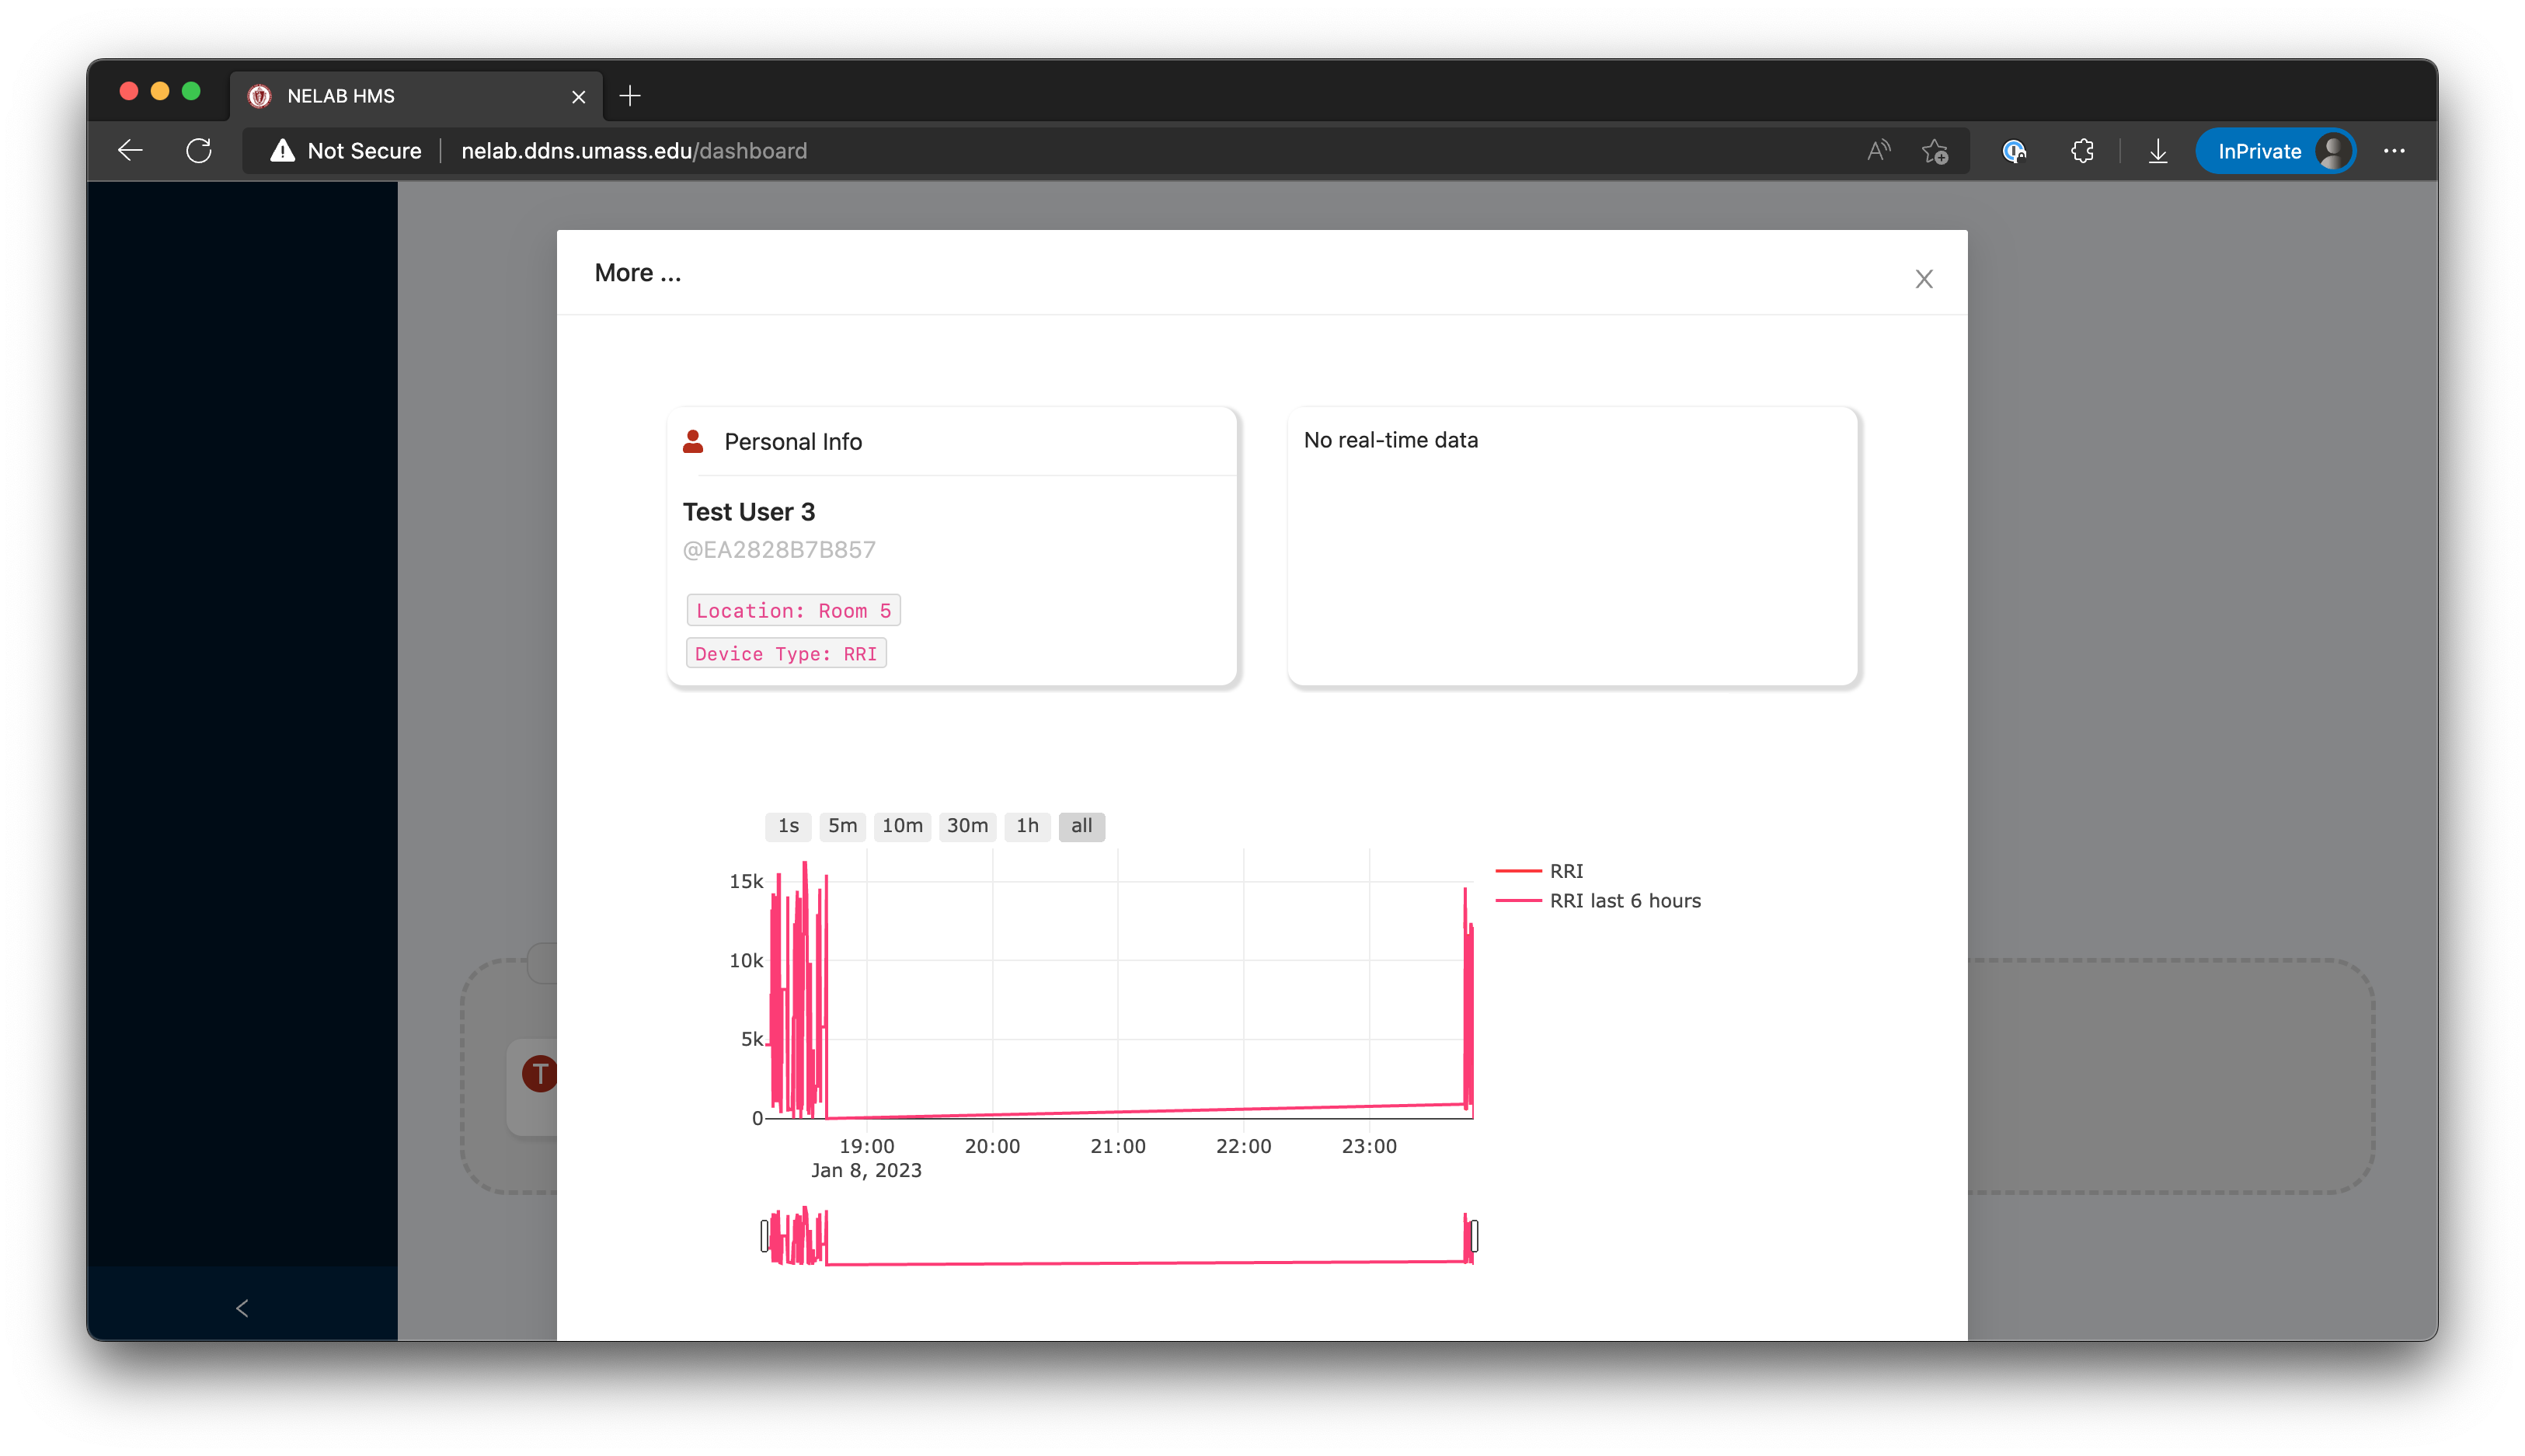 NELAB HMS
Not Secure
nelab.ddns.umass.edu/dashboard
InPrivate
More ...
X
Personal Info
Test User 3
@EA2828B7B857
Location: Room 5
Device Type: RRI
No real-time data
1s 5m 10m 30m 1h all
15k
10k
5k
0
19:00 20:00 21:00 22:00 23:00
Jan 8, 2023
RRI
RRI last 6 hours
T